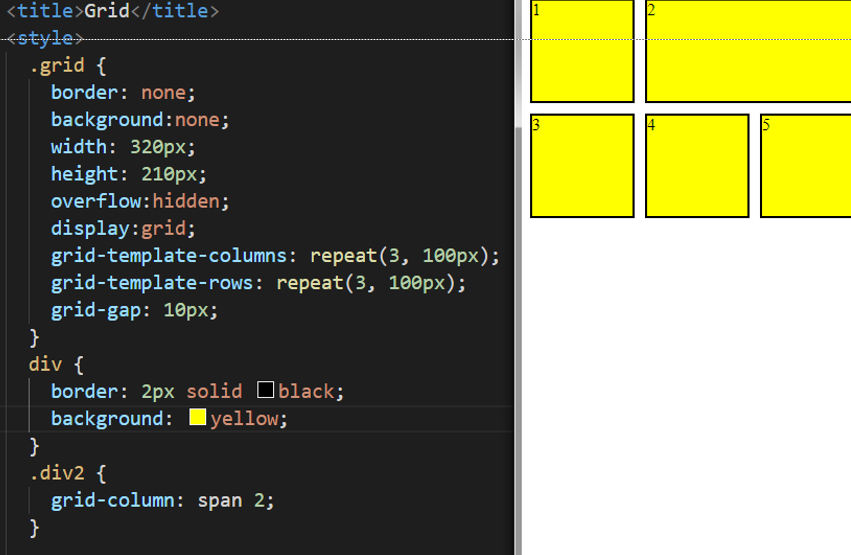 <title>Grid</title>
<style>
.grid {
border: none;
background:none;
width: 320px;
height: 210px;
overflow:hidden;
display:grid;
grid-template-columns: repeat(3, 100px);
grid-template-rows: repeat(3, 100px);
grid-gap: 10px;
}
div {
border: 2px solid black;
background: yellow;
}
.div2 {
grid-column: span 2;
}
1 2
3 4 5